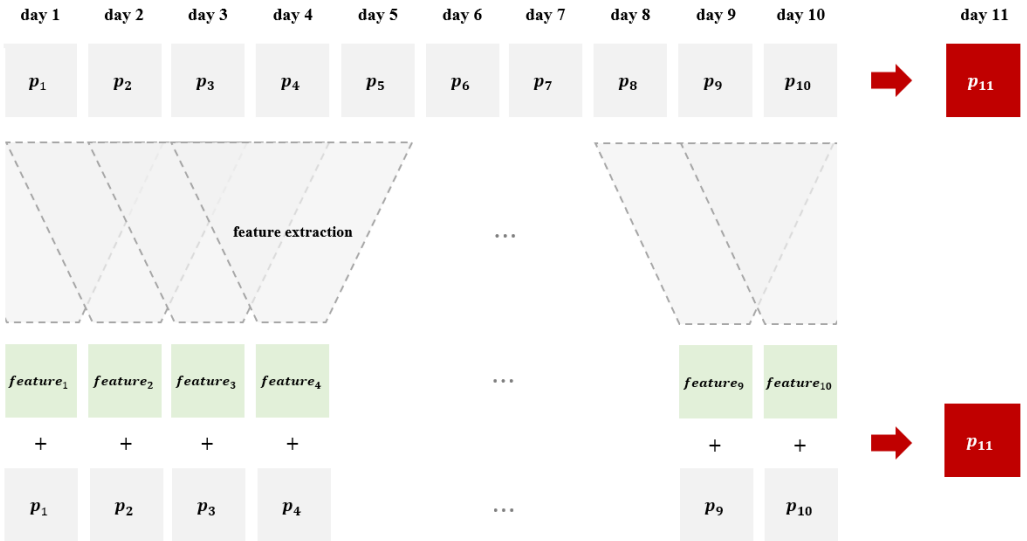 day 1 day 2 day 3 day 4 day 5 day 6 day 7 day 8 day 9 day 10 day 11
p₁ p₂ p₃ p₄ p₅ p₆ p₇ p₈ p₉ p₁₀ p₁₁
feature extraction ...
feature₁ feature₂ feature₃ feature₄ ... feature₉ feature₁₀
+ + + + + + p₁₁
p₁ p₂ p₃ p₄ ... p₉ p₁₀